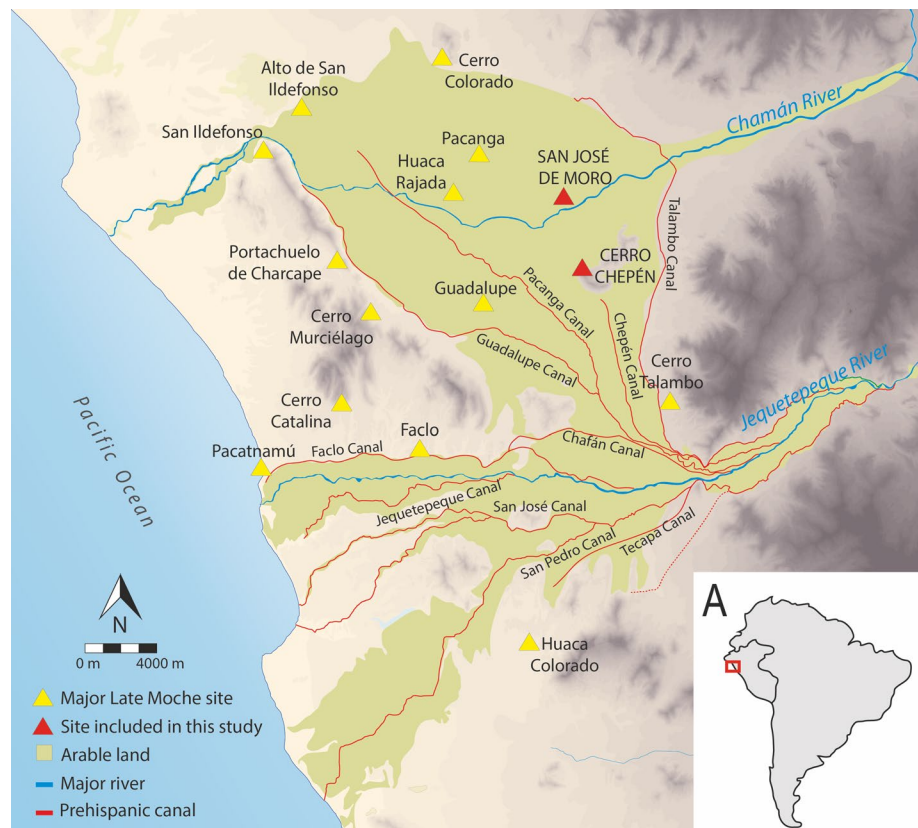 Cerro
Colorado
Alto de San
Ildefonso
Chamán River
San Ildefonso
Pacanga
SAN JOSÉ
DE MORO
Huaca
Rajada
Talambo Canal
Portachuelo
de Charcape
CERRO
CHEPÉN
Pacanga Canal
Guadalupe
Cerro
Murciélago
Chepén Canal
Guadalupe Canal
Cerro
Talambo
Jequetepeque River
Pacific Ocean
Cerro
Catalina
Faclo
Chafán Canal
Pacatnamú
Faclo Canal
Jequetepeque Canal
San José Canal
San Pedro Canal
Tecapa Canal
N
0 m
4000 m
Huaca
Colorado
A
Major Late Moche site
Site included in this study
Arable land
Major river
Prehispanic canal